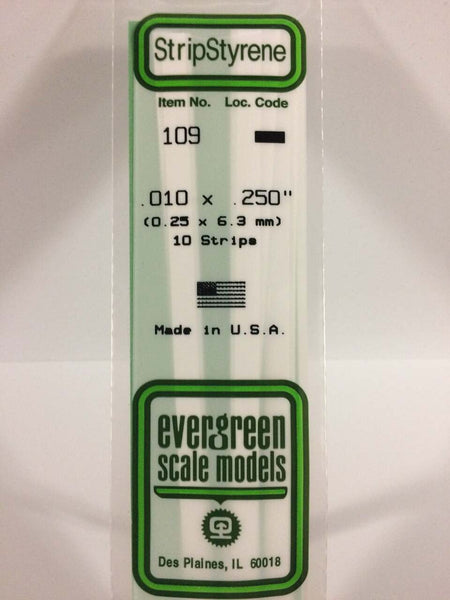 StripStyrene
Item No. Loc. Code
109
.010 x .250"
(0.25 x 6.3 mm)
10 Strips
Made in U.S.A.
evergreen
scale models
Des Plaines, IL 60018